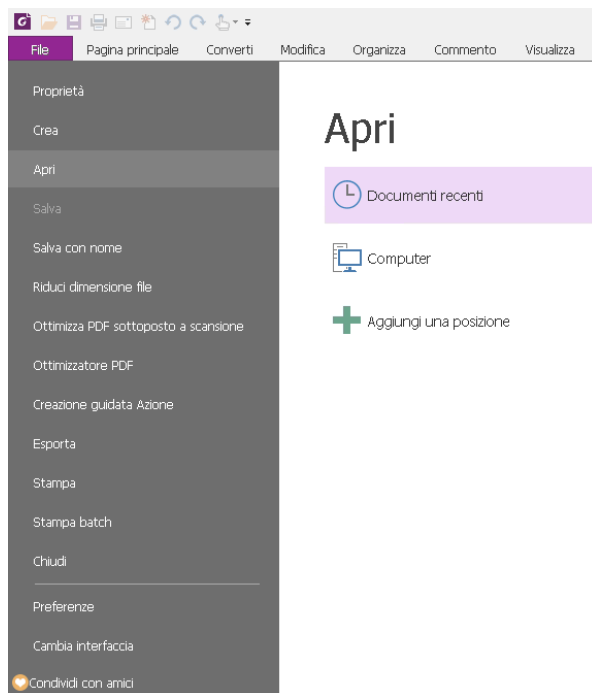 File Pagina principale Converti Modifica Organizza Commento Visualizza
Proprietà
Crea
Apri
Salva
Salva con nome
Riduci dimensione file
Ottimizza PDF sottoposto a scansione
Ottimizzatore PDF
Creazione guidata Azione
Esporta
Stampa
Stampa batch
Chiudi
Preferenze
Cambia interfaccia
Condividi con amici
Apri
Documenti recenti
Computer
Aggiungi una posizione